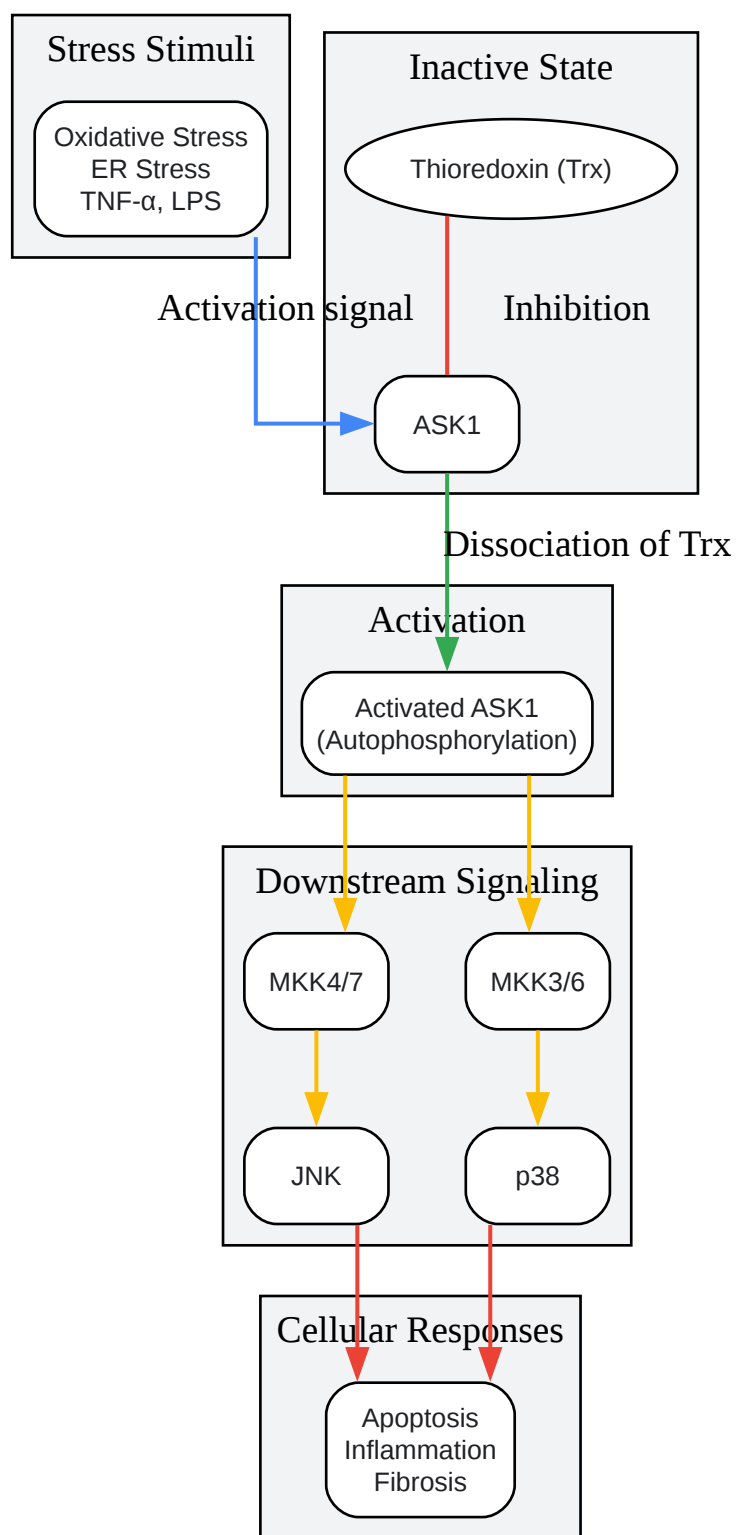 Stress Stimuli
Oxidative Stress
ER Stress
TNF-α, LPS
Inactive State
Thioredoxin (Trx)
Activation signal
Inhibition
ASK1
Dissociation of Trx
Activation
Activated ASK1
(Autophosphorylation)
Downstream Signaling
MKK4/7
MKK3/6
JNK
p38
Cellular Responses
Apoptosis
Inflammation
Fibrosis